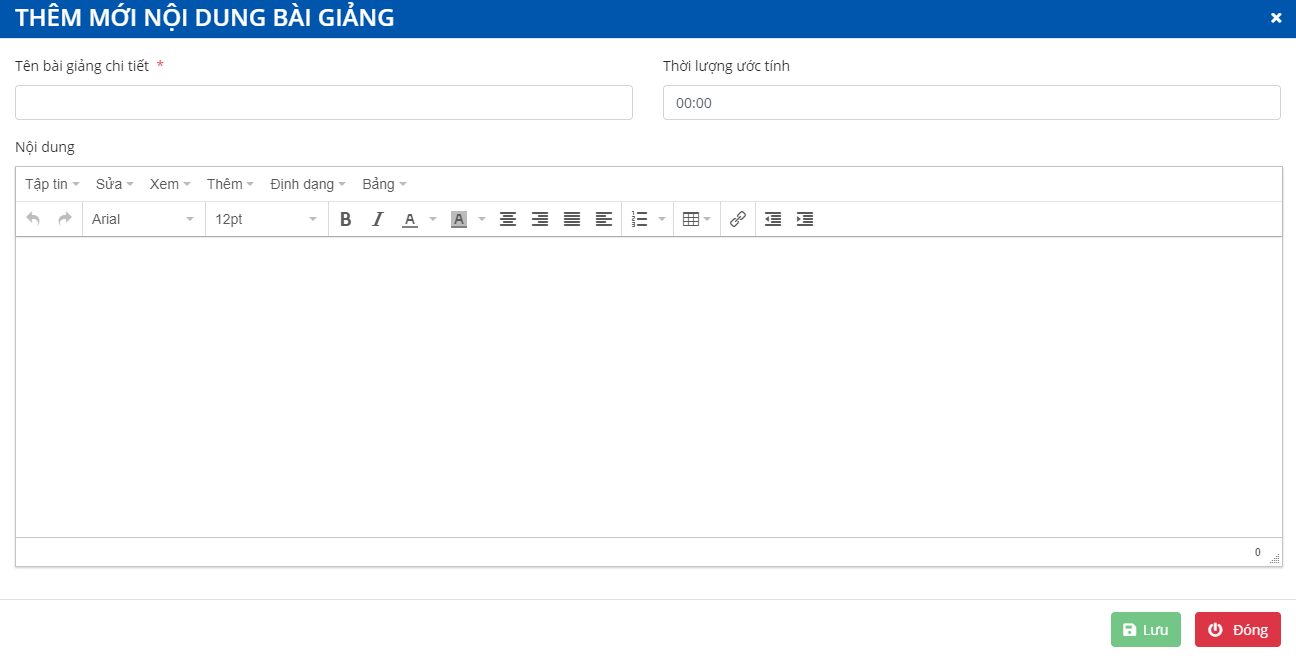 THÊM MỚI NỘI DUNG BÀI GIẢNG
Tên bài giảng chi tiết *
Thời lượng ước tính
00:00
Nội dung
Tập tin Sửa Xem Thêm Định dạng Bảng
Arial 12pt B I A A
0
Lưu Đóng